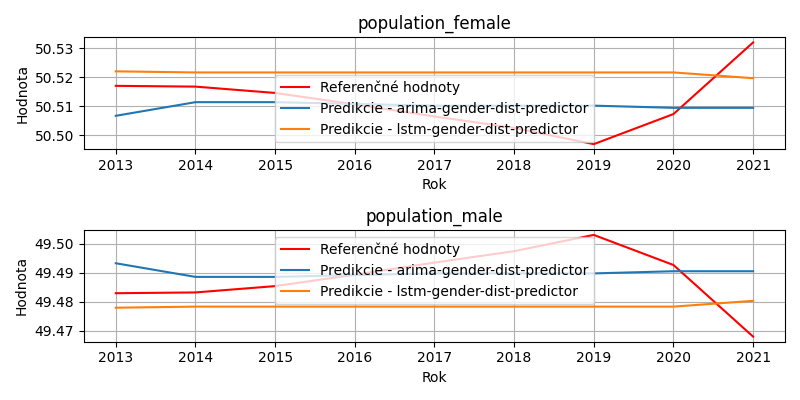 population_female
50.53
50.52
50.51
50.50
Hodnota
Referenčné hodnoty
Predikcie - arima-gender-dist-predictor
Predikcie - lstm-gender-dist-predictor
2013 2014 2015 2016 2017 2018 2019 2020 2021
Rok
population_male
49.50
49.49
49.48
49.47
Hodnota
Referenčné hodnoty
Predikcie - arima-gender-dist-predictor
Predikcie - lstm-gender-dist-predictor
2013 2014 2015 2016 2017 2018 2019 2020 2021
Rok